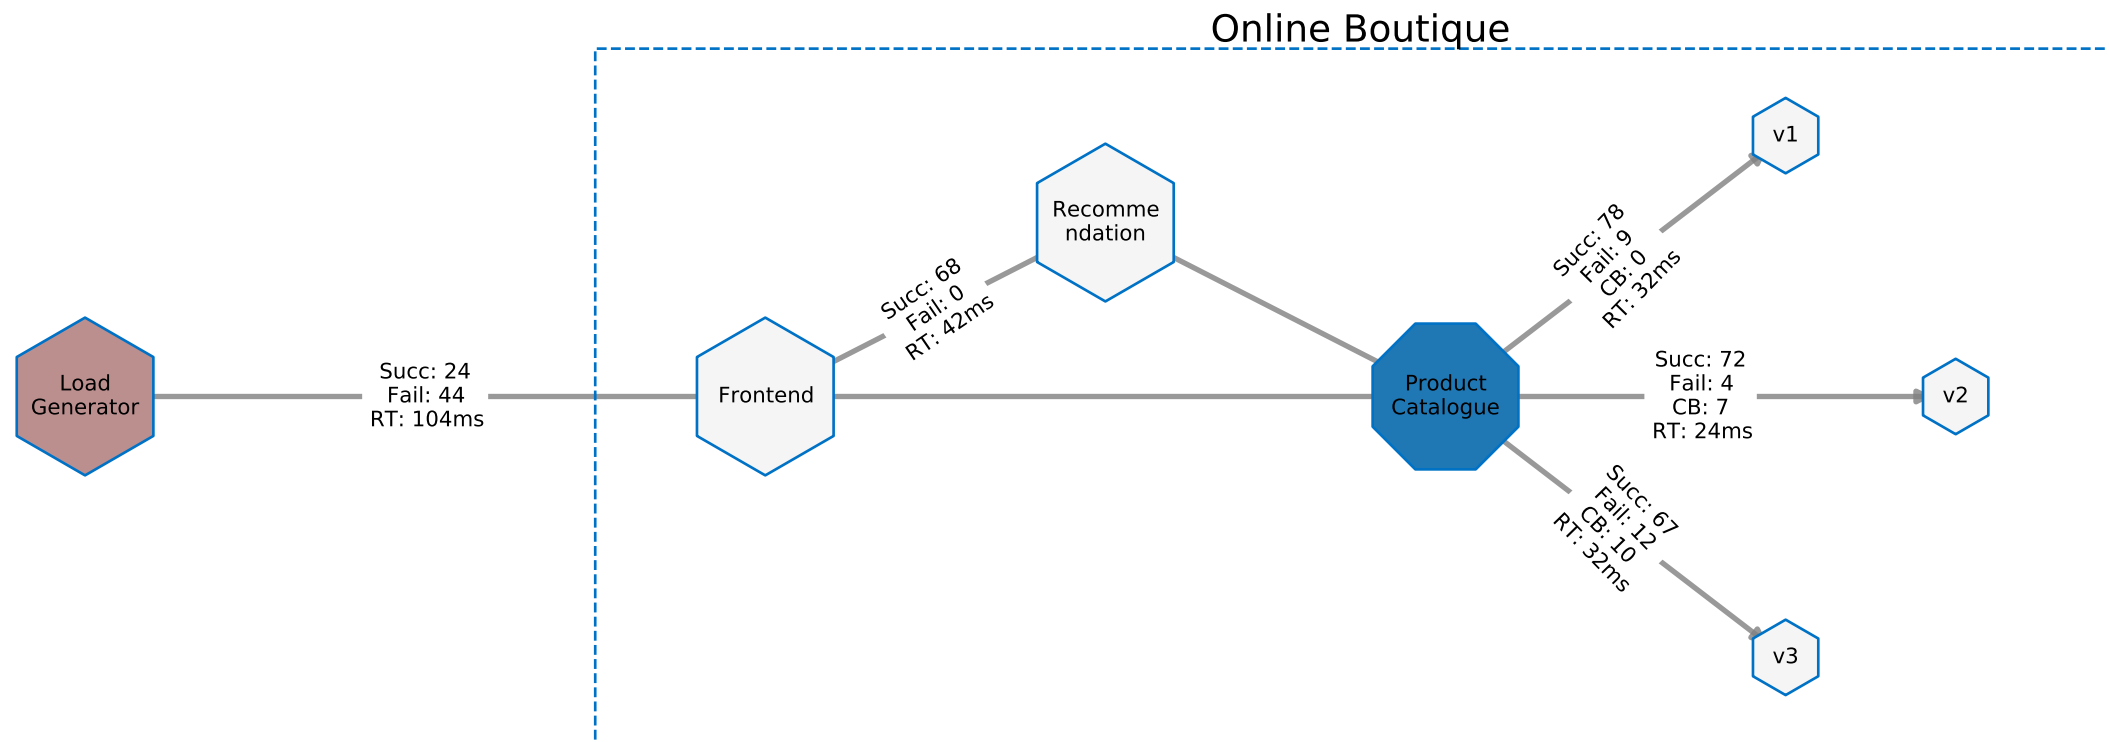 Online Boutique
Load
Generator
Succ: 24
Fail: 44
RT: 104ms
Frontend
Succ: 68
Fail: 0
RT: 42ms
Recomme
ndation
Product
Catalogue
Succ: 78
Fail: 9
CB: 0
RT: 32ms
v1
Succ: 72
Fail: 4
CB: 7
RT: 24ms
v2
Succ: 67
Fail: 12
CB: 10
RT: 32ms
v3